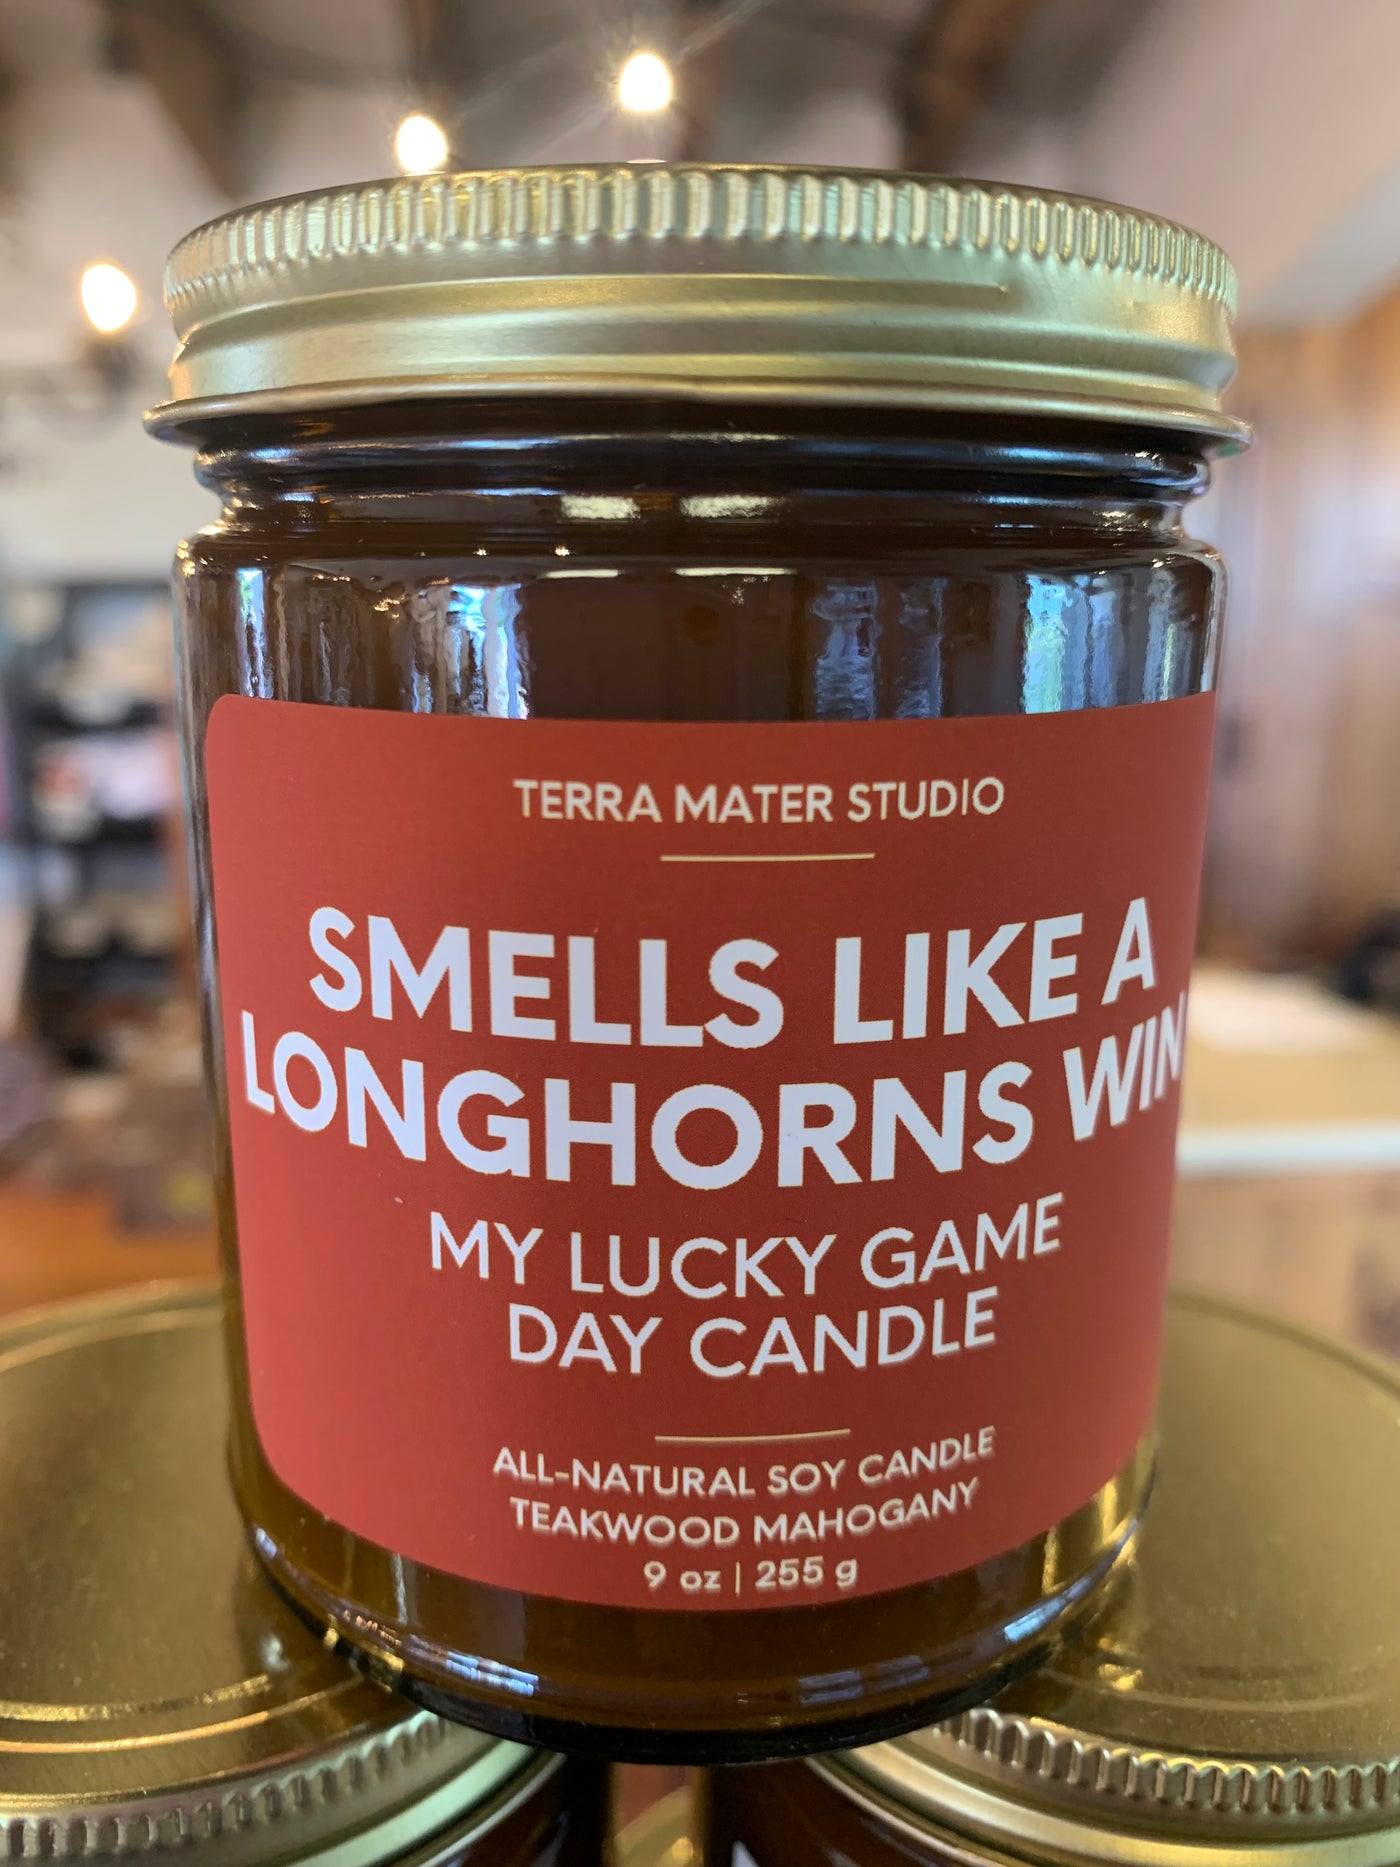 TERRA MATER STUDIO
SMELLS LIKE A
LONGHORNS WIN
MY LUCKY GAME
DAY CANDLE
ALL-NATURAL SOY CANDLE
TEAKWOOD MAHOGANY
9 oz | 255 g